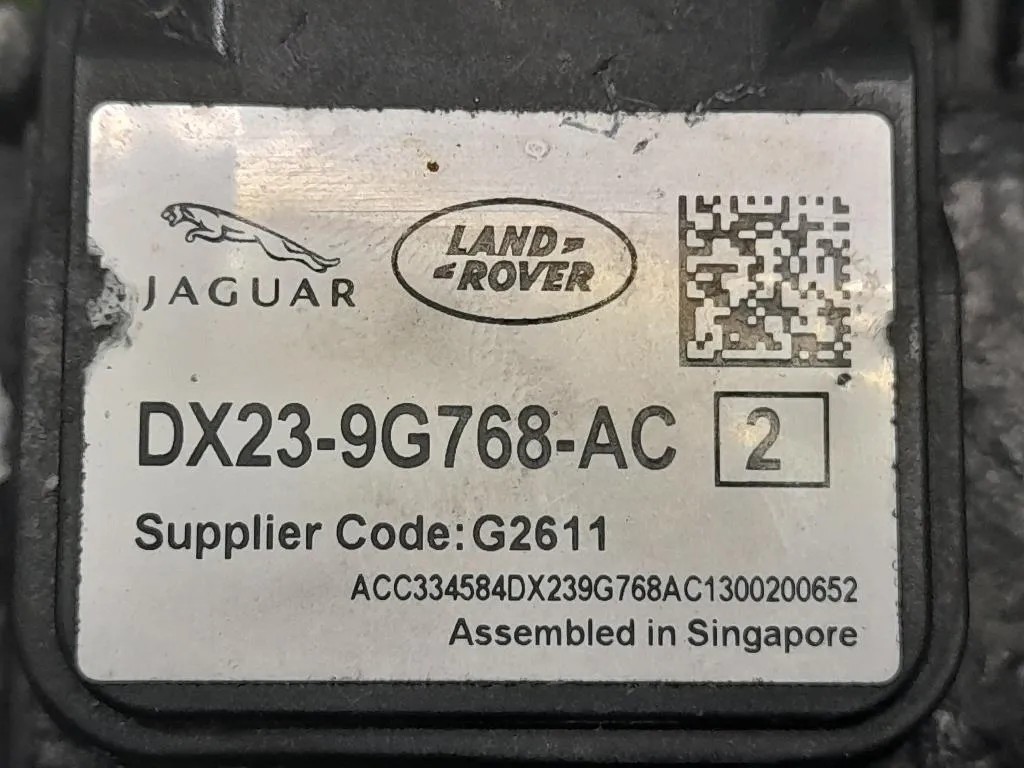 JAGUAR
LAND
ROVER
DX23-9G768-AC 2
Supplier Code: G2611
ACC334584DX239G768AC1300200652
Assembled in Singapore